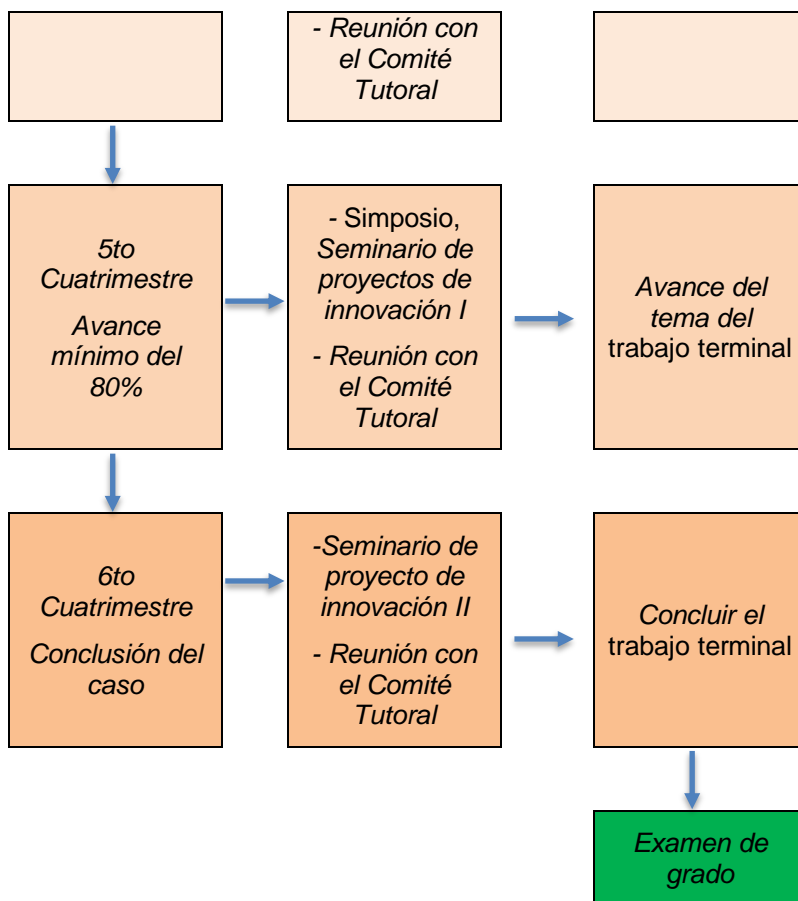 - Reunión con
el Comité
Tutoral
5to
Cuatrimestre
Avance
mínimo del
80%
- Simposio,
Seminario de
proyectos de
innovación I
- Reunión con
el Comité
Tutoral
Avance del
tema del
trabajo terminal
6to
Cuatrimestre
Conclusión del
caso
-Seminario de
proyecto de
innovación II
- Reunión con
el Comité
Tutoral
Concluir el
trabajo terminal
Examen de
grado